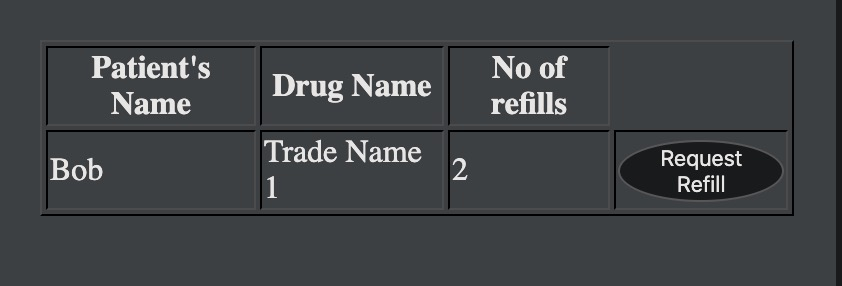 Patient's
Name
Drug Name
No of
refills
Bob
Trade Name
1
2
Request
Refill